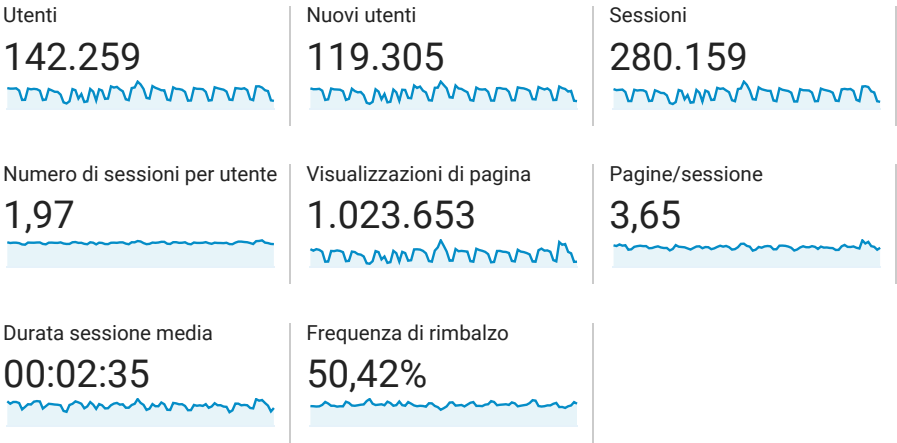 Utenti
142.259
Nuovi utenti
119.305
Sessioni
280.159
Numero di sessioni per utente
1,97
Visualizzazioni di pagina
1.023.653
Pagine/sessione
3,65
Durata sessione media
00:02:35
Frequenza di rimbalzo
50,42%